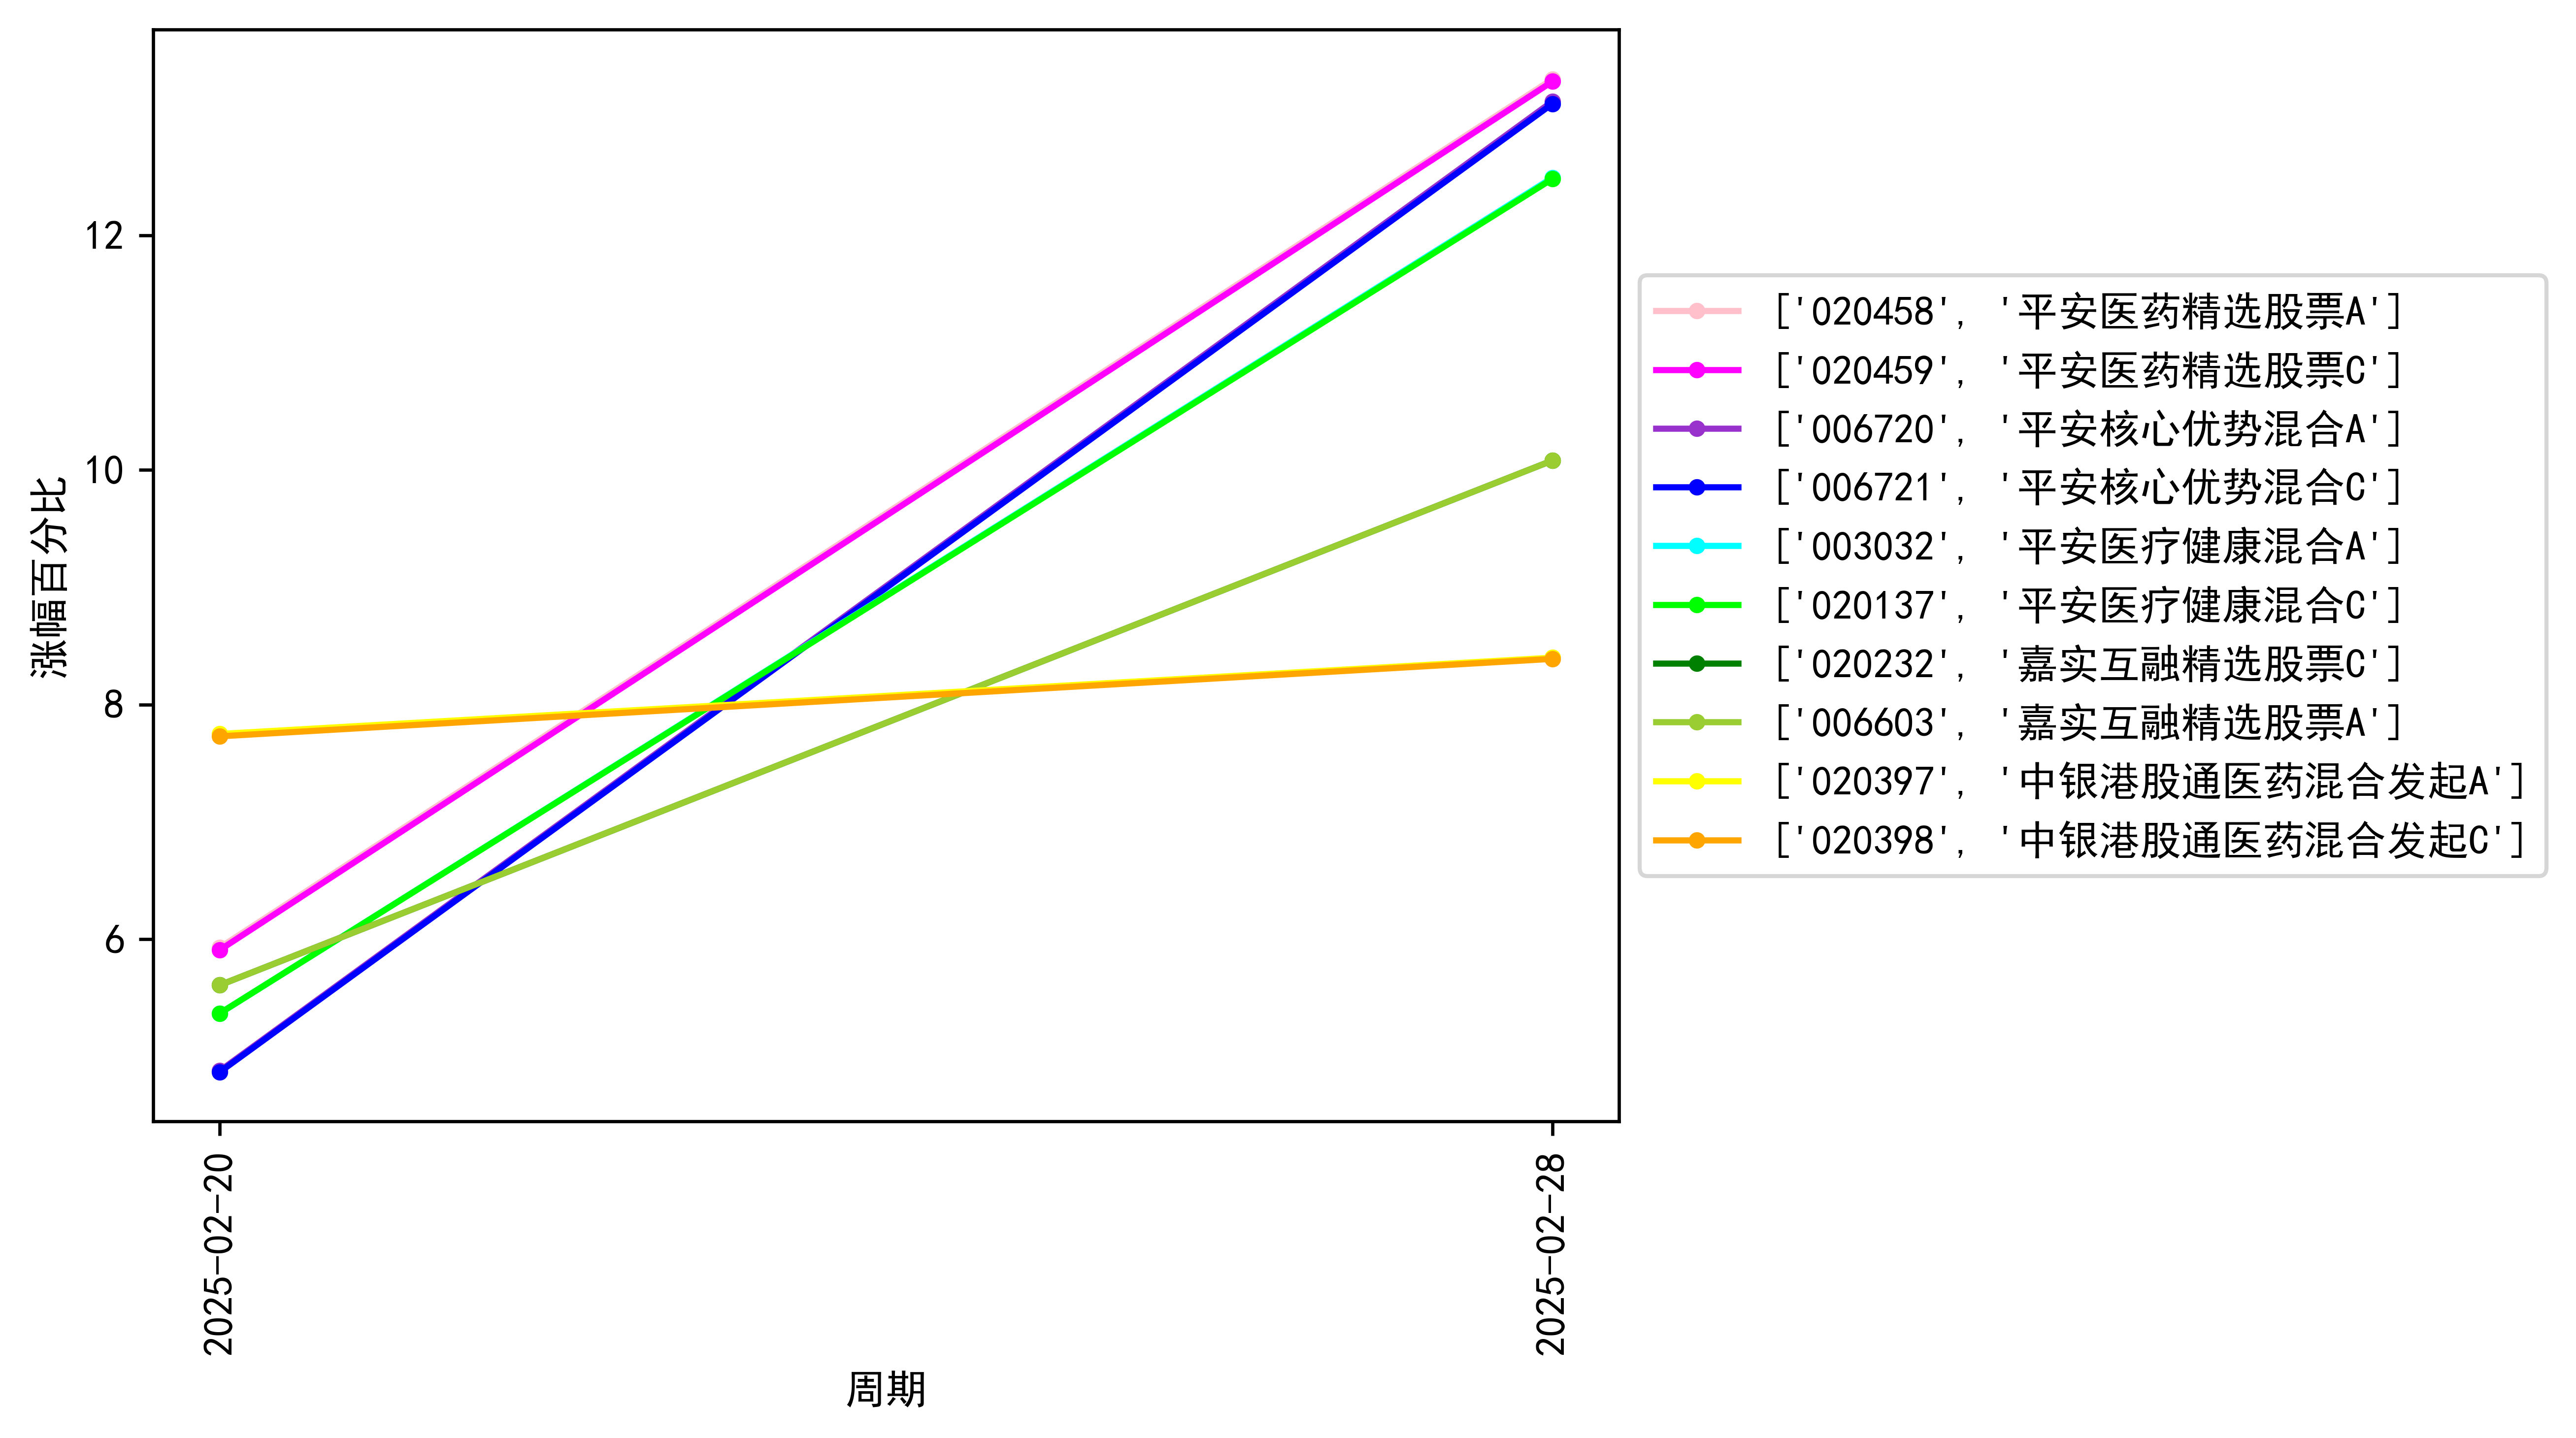 12
10
8
6
涨幅百分比
2025-02-20
2025-02-28
周期
['020458', '平安医药精选股票A']
['020459', '平安医药精选股票C']
['006720', '平安核心优势混合A']
['006721', '平安核心优势混合C']
['003032', '平安医疗健康混合A']
['020137', '平安医疗健康混合C']
['020232', '嘉实互融精选股票C']
['006603', '嘉实互融精选股票A']
['020397', '中银港股通医药混合发起A']
['020398', '中银港股通医药混合发起C']